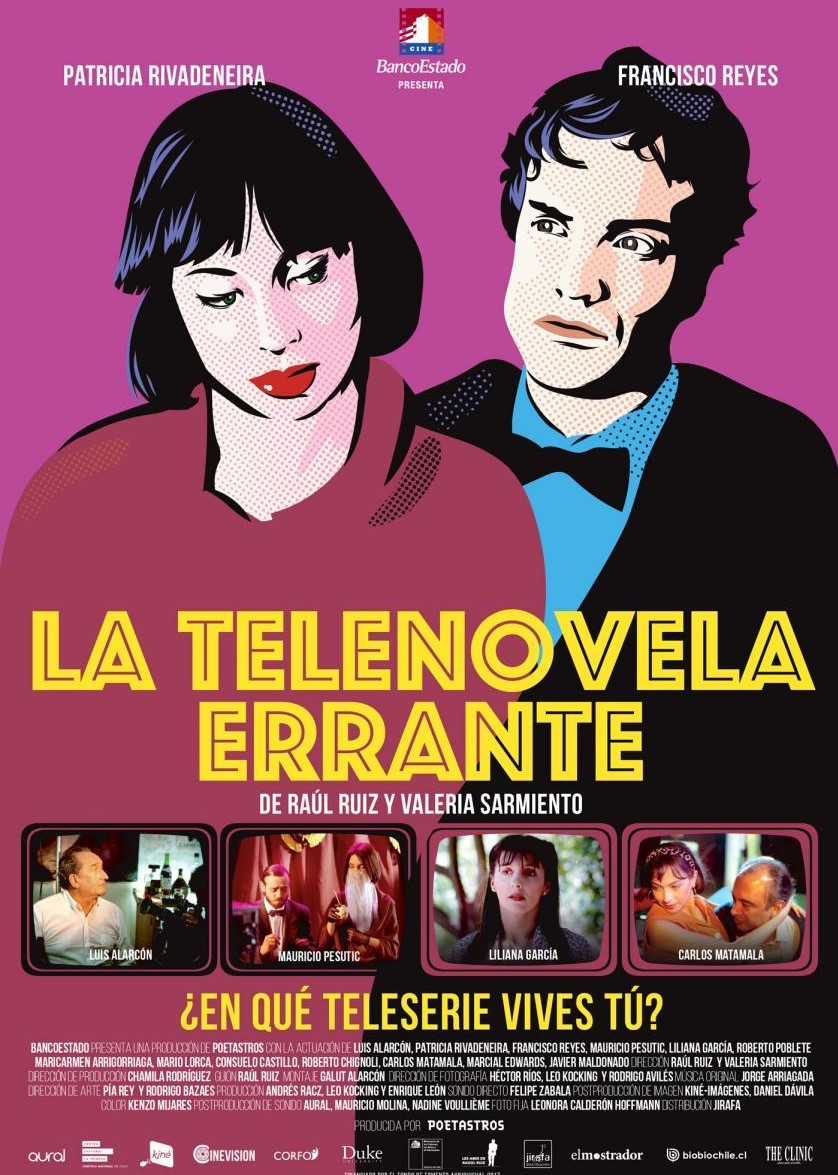 CINE
BancoEstado
PRESENTA
PATRICIA RIVADENEIRA
FRANCISCO REYES
LA TELENOVELA
ERRANTE
DE RAÚL RUIZ Y VALERIA SARMIENTO
LUIS ALARCÓN
MAURICIO PESUTIC
LILIANA GARCÍA
CARLOS MATAMALA
¿EN QUÉ TELESERIE VIVES TÚ?
BANCOESTADO PRESENTA UNA PRODUCCIÓN DE POETASTROS CON LA ACTUACIÓN DE LUIS ALARCÓN, PATRICIA RIVADENEIRA, FRANCISCO REYES, MAURICIO PESUTIC, LILIANA GARCÍA, ROBERTO POBLETE
MARICARMEN ARRIGORRIAGA, MARIO LORCA, CONSUELO CASTILLO, ROBERTO CHIGNOLI, CARLOS MATAMALA, MARCIAL EDWARDS, JAVIER MALDONADO DIRECCIÓN RAÚL RUIZ Y VALERIA SARMIENTO
DIRECCIÓN DE PRODUCCIÓN CHAMILA RODRÍGUEZ GUIÓN RAÚL RUIZ MONTAJE GALUT ALARCÓN DIRECCIÓN DE FOTOGRAFÍA HÉCTOR RÍOS, LEO KOCKING Y RODRIGO AVILÉS MÚSICA ORIGINAL JORGE ARRIAGADA
DIRECCIÓN DE ARTE PÍA REY Y RODRIGO BAZAES PRODUCCIÓN ANDRÉS RACZ, LEO KOCKING Y ENRIQUE LEÓN SONIDO DIRECTO FELIPE ZABALA POSTPRODUCCIÓN DE IMAGEN KINÉ-IMÁGENES, DANIEL DÁVILA
COLOR KENZO MIJARES POSTPRODUCCIÓN DE SONIDO AURAL, MAURICIO MOLINA, NADINE VOULLIÈME FOTO FIJA LEONORA CALDERÓN HOFFMANN DISTRIBUCIÓN JIRAFA
PRODUCIDA POR POETASTROS
aural
kiné
CINEVISION
CORFO
Duke
UNIVERSITY
jirafa
elmostrador
biobiochile.cl
THE CLINIC